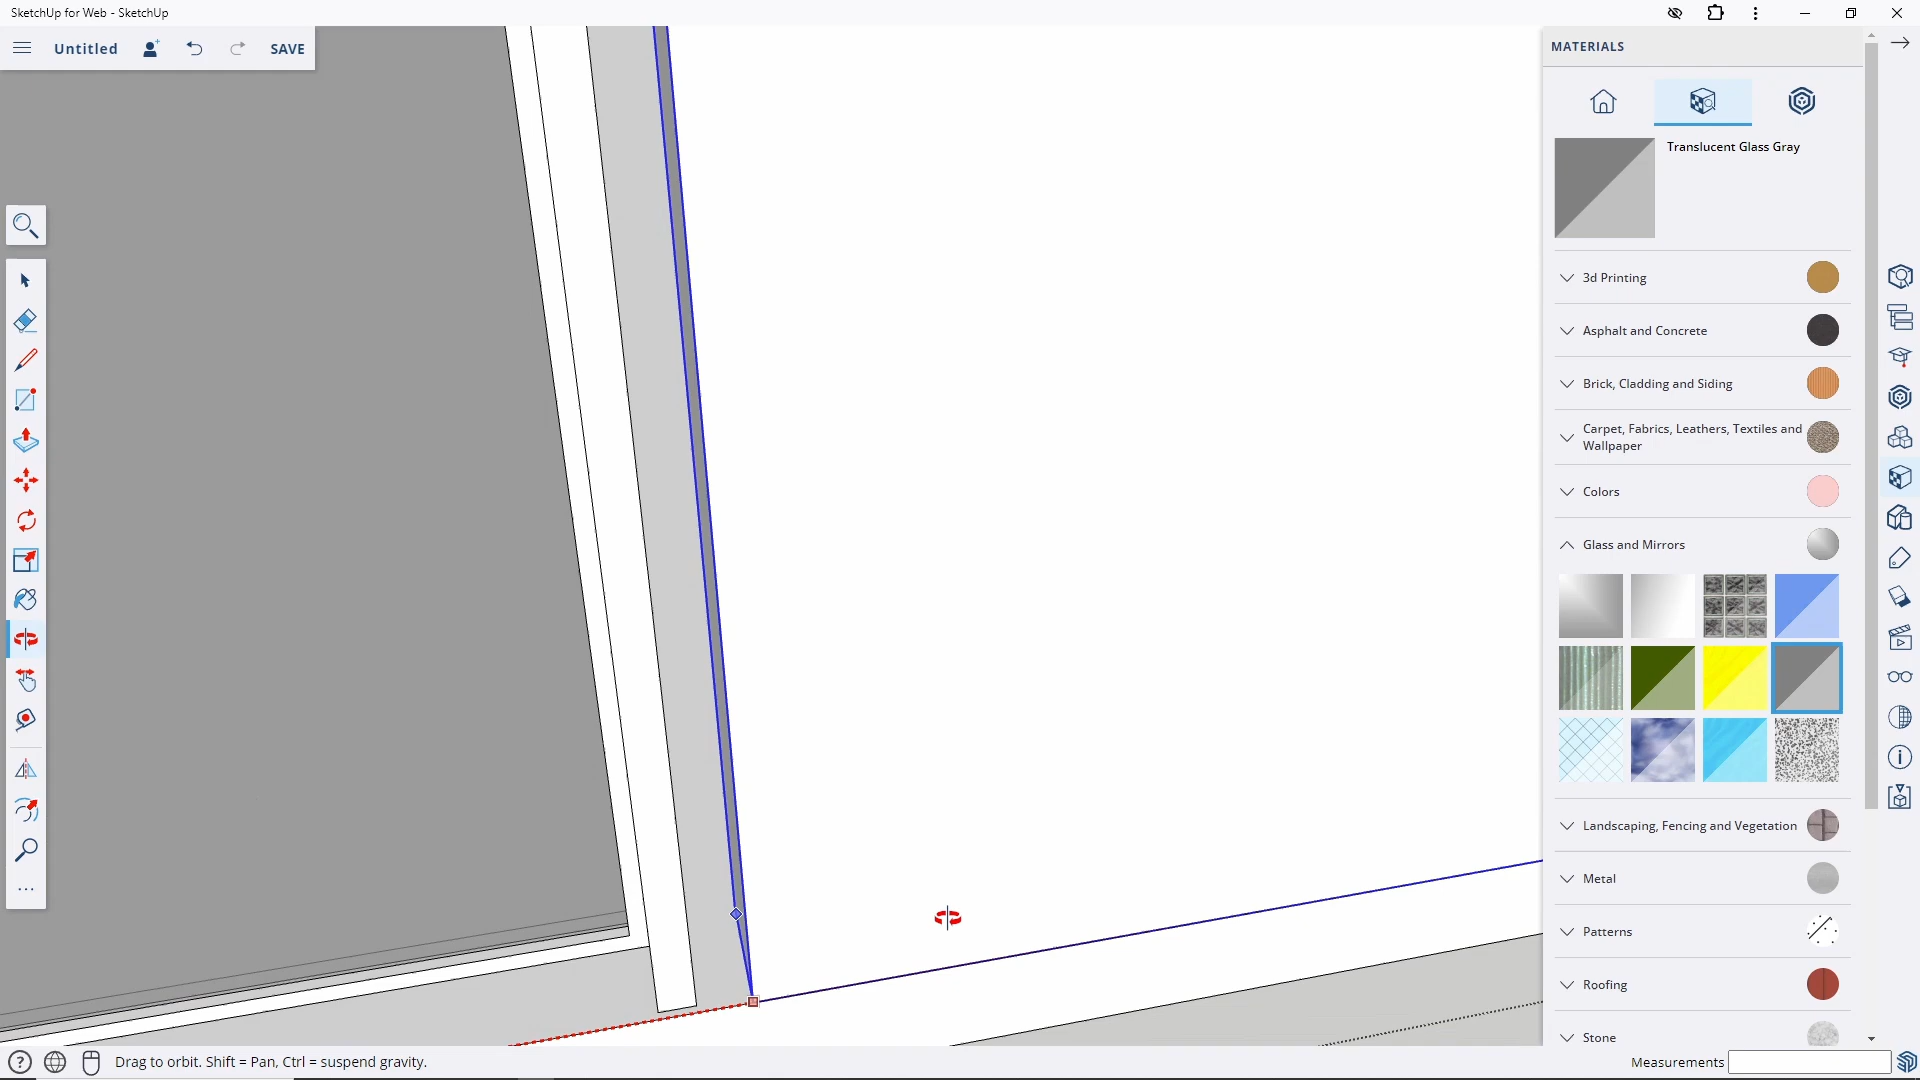 SketchUp for Web - SketchUp
Untitled
SAVE
MATERIALS
Translucent Glass Gray
3d Printing
Asphalt and Concrete
Brick, Cladding and Siding
Carpet, Fabrics, Leathers, Textiles and
Wallpaper
Colors
Glass and Mirrors
Landscaping, Fencing and Vegetation
Metal
Patterns
Roofing
Stone
Drag to orbit. Shift = Pan, Ctrl = suspend gravity.
Measurements